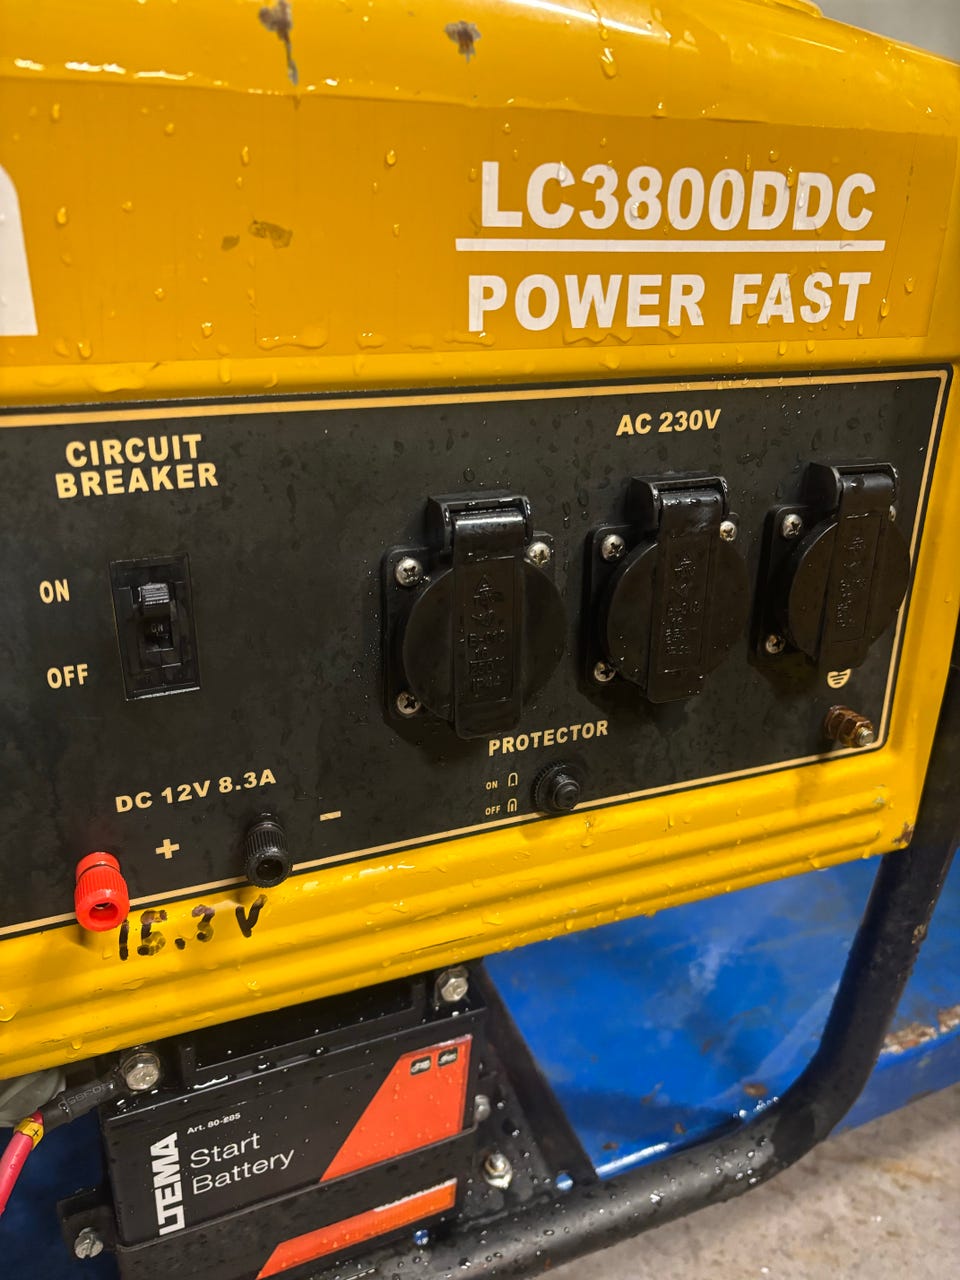 LC3800DDC
POWER FAST
CIRCUIT
BREAKER
AC 230V
ON
OFF
PROTECTOR
ON
OFF
DC 12V 8.3A
+
-
15.3 V
Art. 80-285
LTEMA
Start
Battery